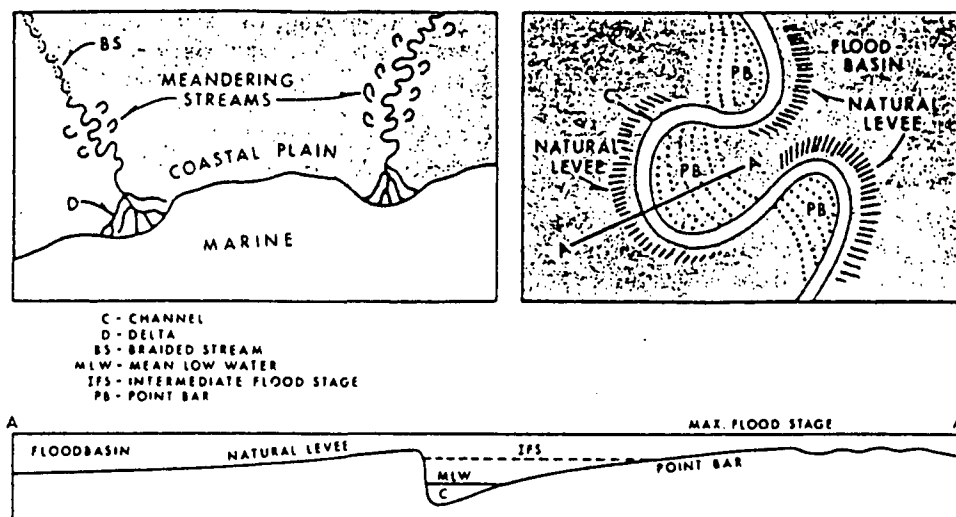 BS
MEANDERING
STREAMS
COASTAL PLAIN
D
MARINE
FLOOD
BASIN
PB
C
NATURAL
LEVEE
NATURAL
LEVEE
PB
A'
PB
A
C - CHANNEL
D - DELTA
BS - BRAIDED STREAM
MLW - MEAN LOW WATER
IFS - INTERMEDIATE FLOOD STAGE
PB - POINT BAR
A
MAX. FLOOD STAGE
FLOODBASIN
NATURAL LEVEE
IFS
POINT BAR
MLW
C